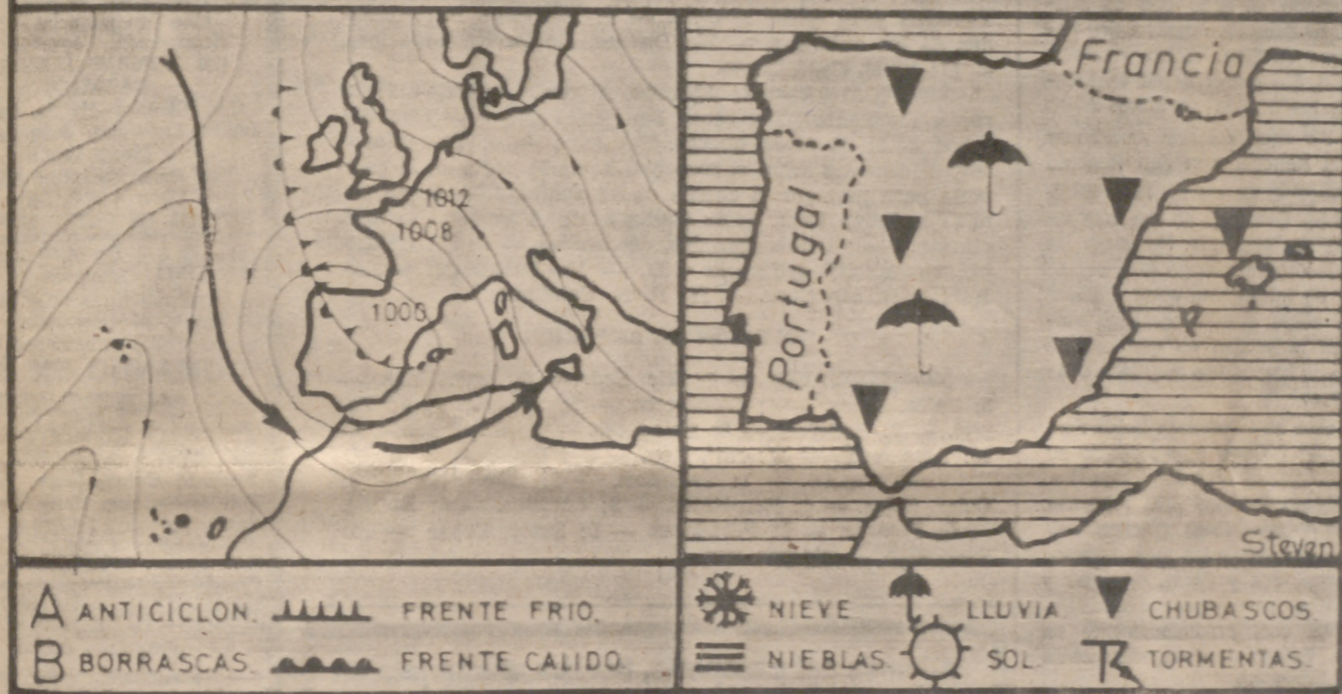 1012
1008
1000
Francia
Portugal
Steven
A ANTICICLON.
FRENTE FRIO.
B BORRASCAS.
FRENTE CALIDO.
NIEVE
LLUVIA
CHUBASCOS.
NIEBLAS.
SOL.
TORMENTAS.